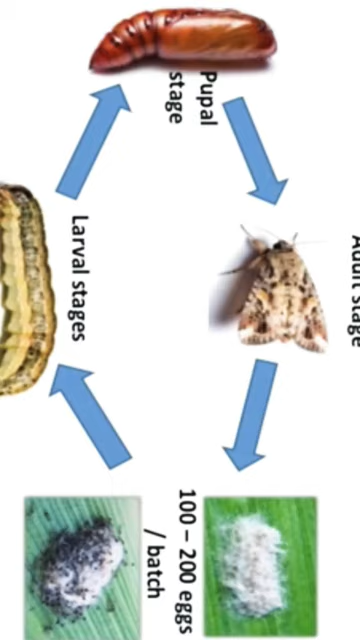 Pupal
stage
Adult stage
Larval stages
100 – 200 eggs
/ batch